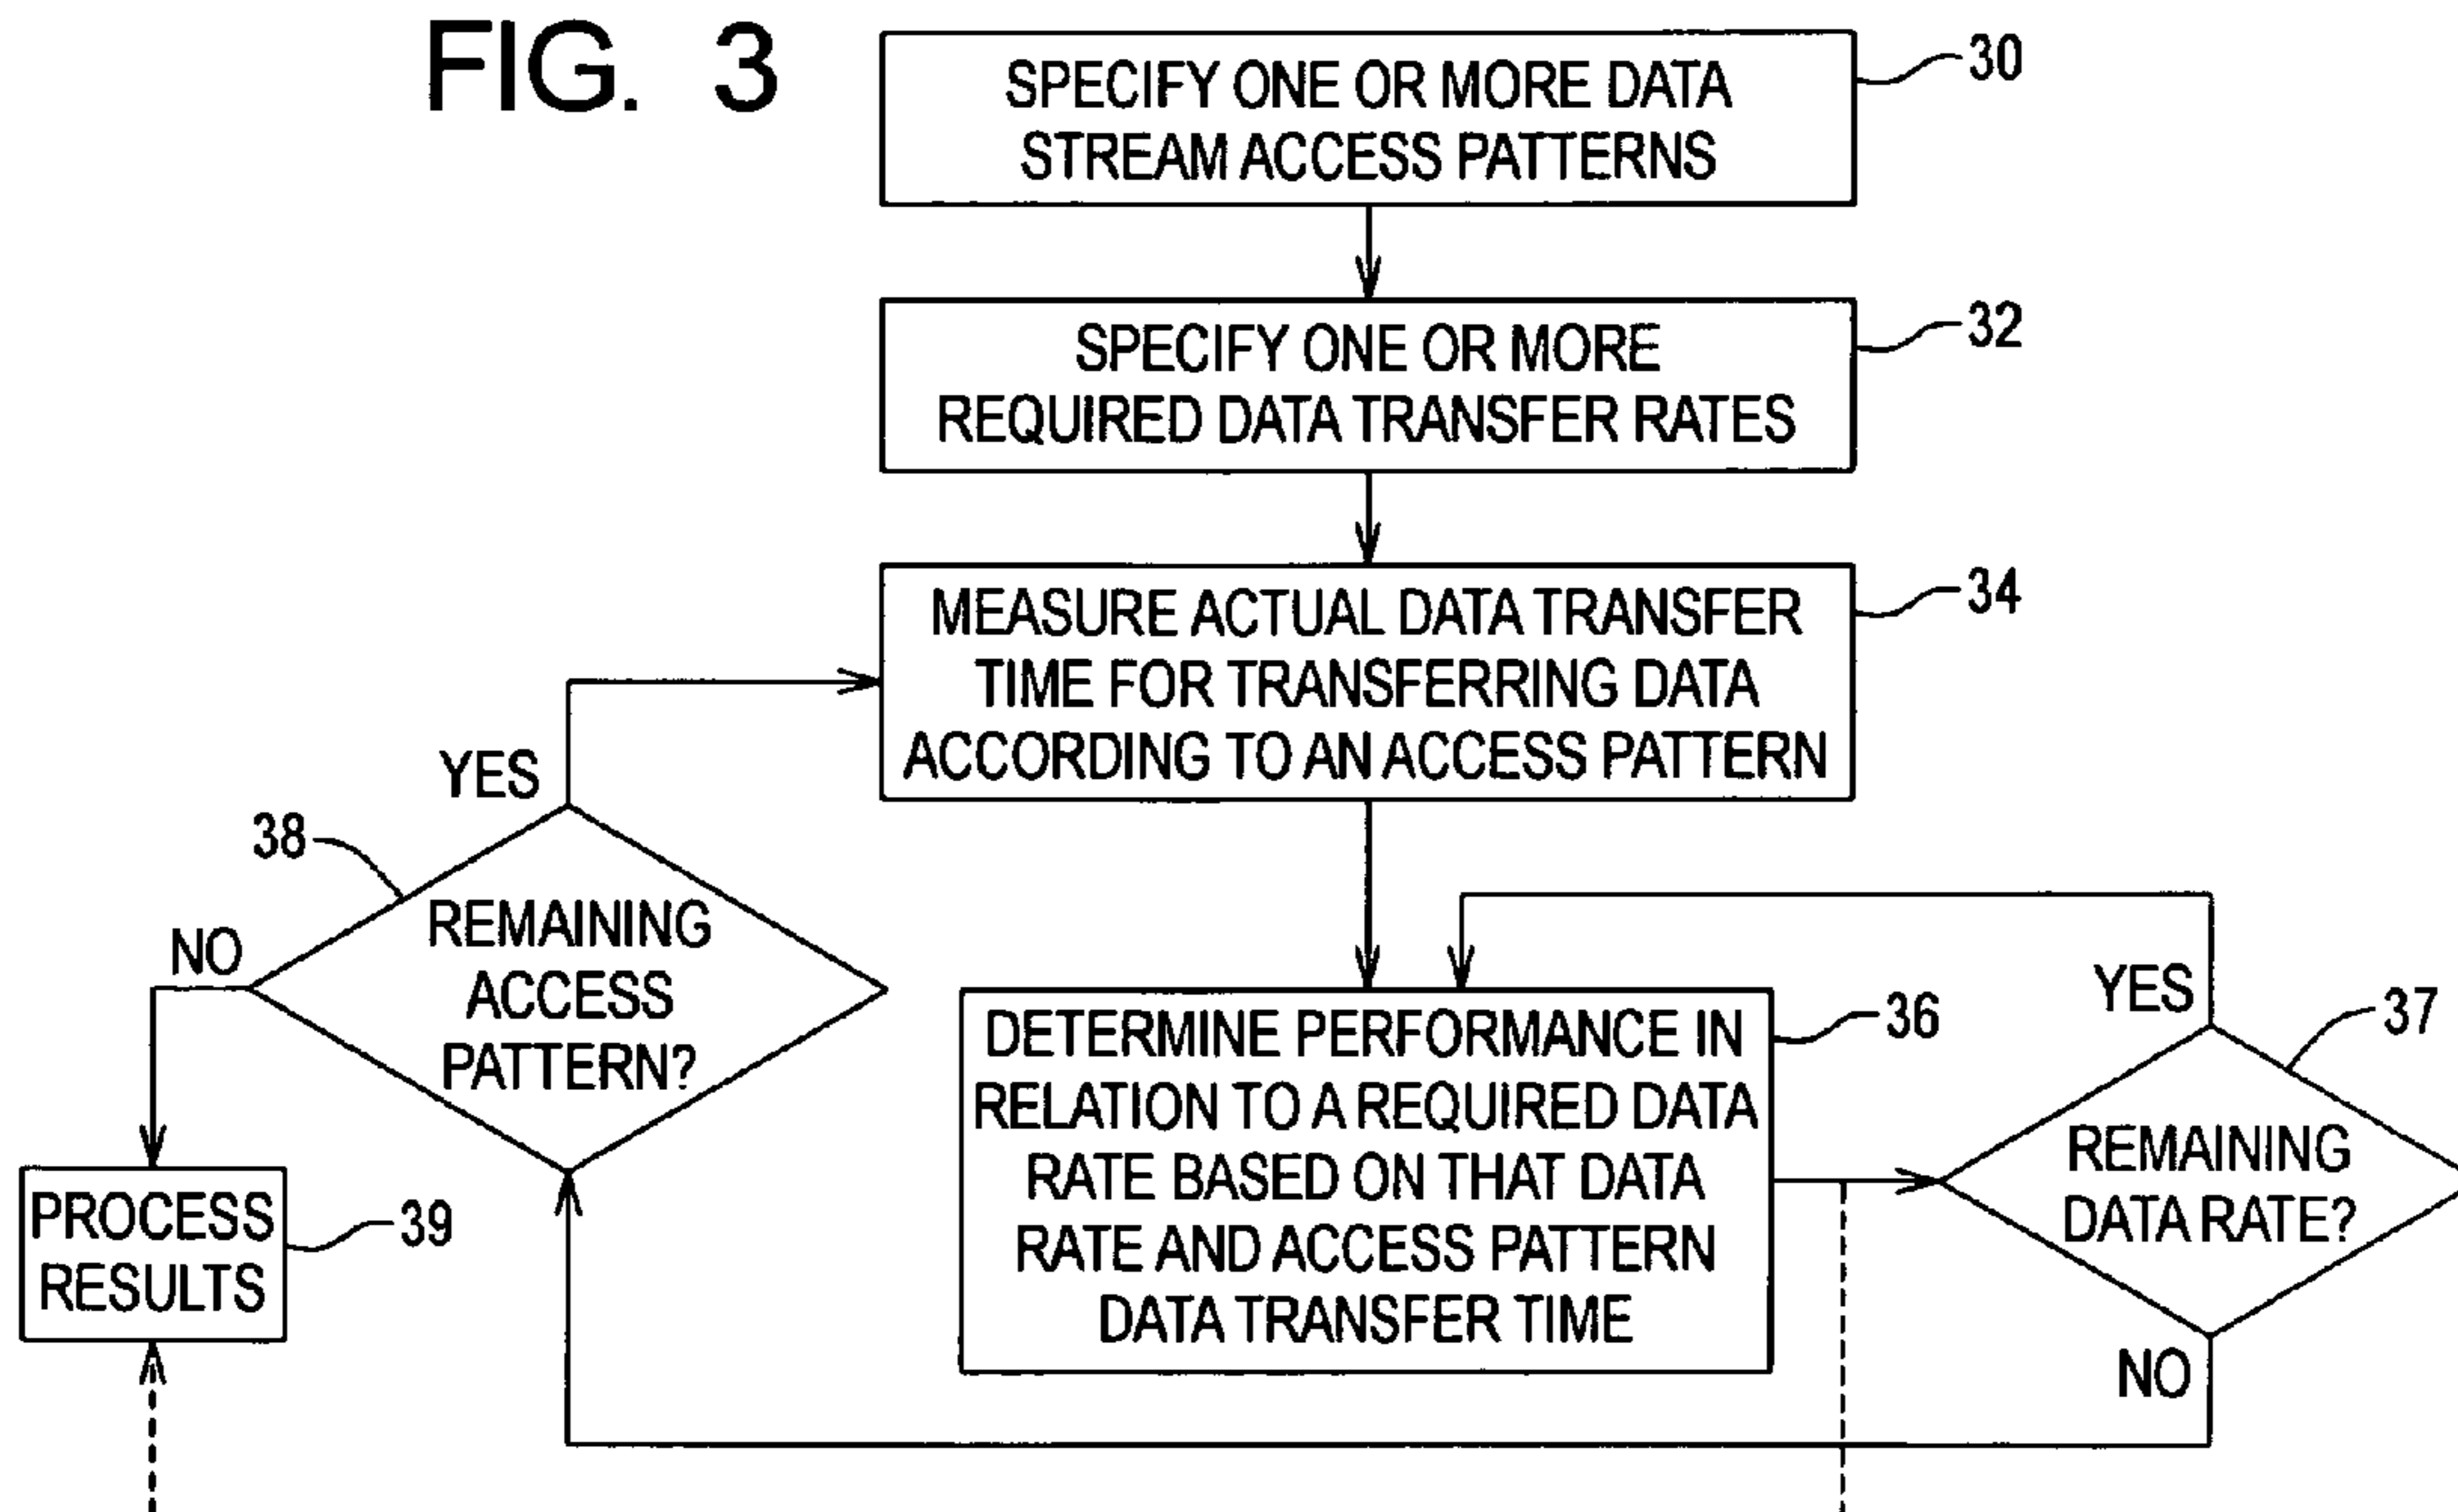 FIG. 3
SPECIFY ONE OR MORE DATA
STREAM ACCESS PATTERNS
30
SPECIFY ONE OR MORE
REQUIRED DATA TRANSFER RATES
32
MEASURE ACTUAL DATA TRANSFER
TIME FOR TRANSFERRING DATA
ACCORDING TO AN ACCESS PATTERN
34
YES
38
REMAINING
ACCESS
PATTERN?
NO
PROCESS
RESULTS
39
DETERMINE PERFORMANCE IN
RELATION TO A REQUIRED DATA
RATE BASED ON THAT DATA
RATE AND ACCESS PATTERN
DATA TRANSFER TIME
36
YES
37
REMAINING
DATA RATE?
NO